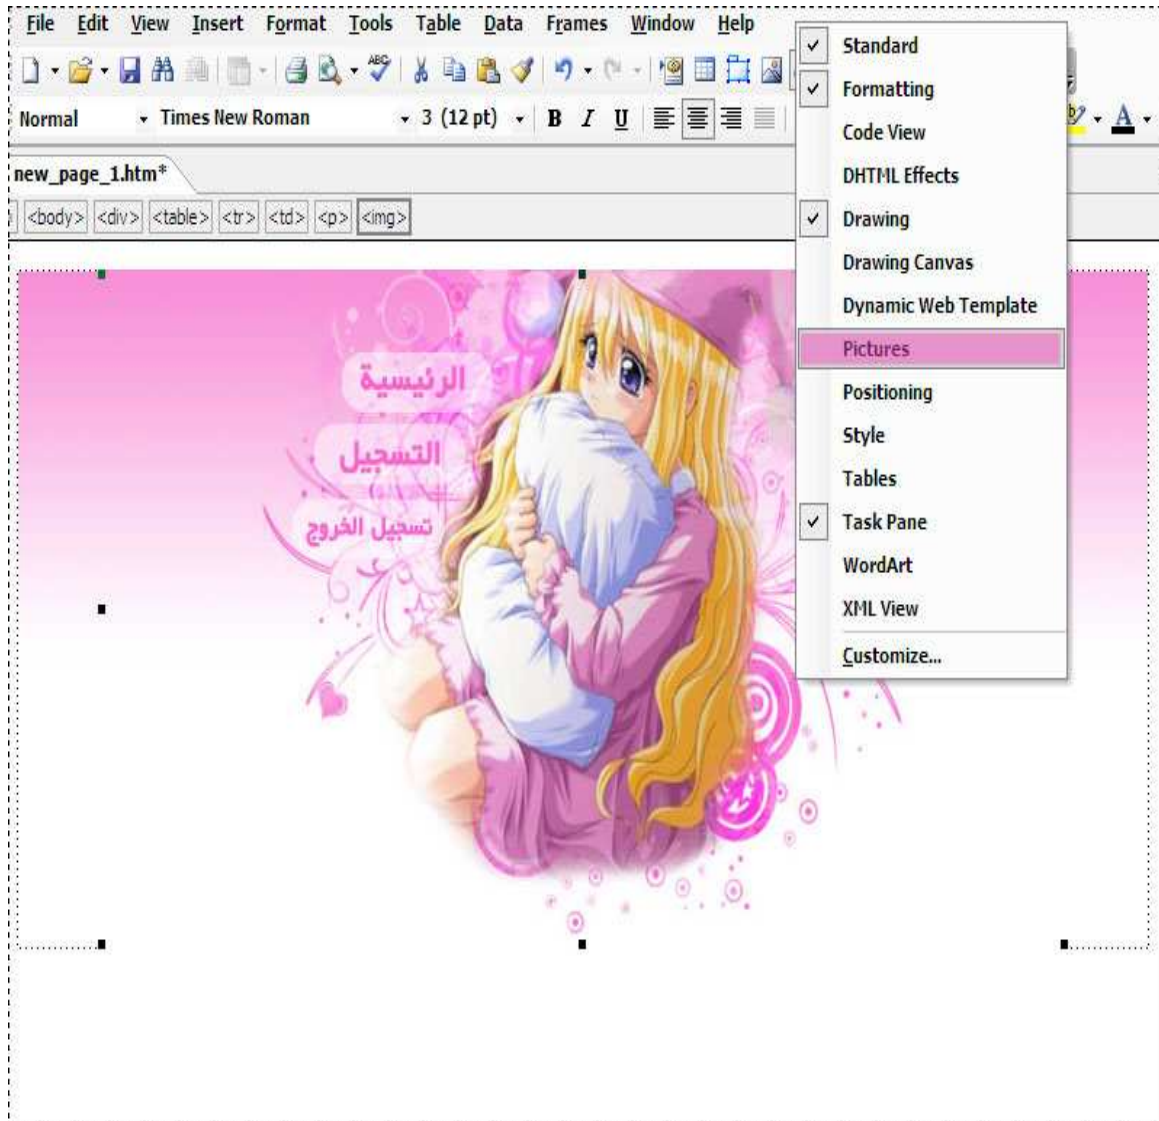 File Edit View Insert Format Tools Table Data Frames Window Help
ABC
Normal Times New Roman 3 (12 pt) B I U A
new_page_1.htm*
<body> <div> <table> <tr> <td> <p> <img>
Standard
Formatting
Code View
DHTML Effects
Drawing
Drawing Canvas
Dynamic Web Template
Pictures
Positioning
Style
Tables
Task Pane
WordArt
XML View
Customize...
الرئيسية
التسجيل
تسجيل الخروج